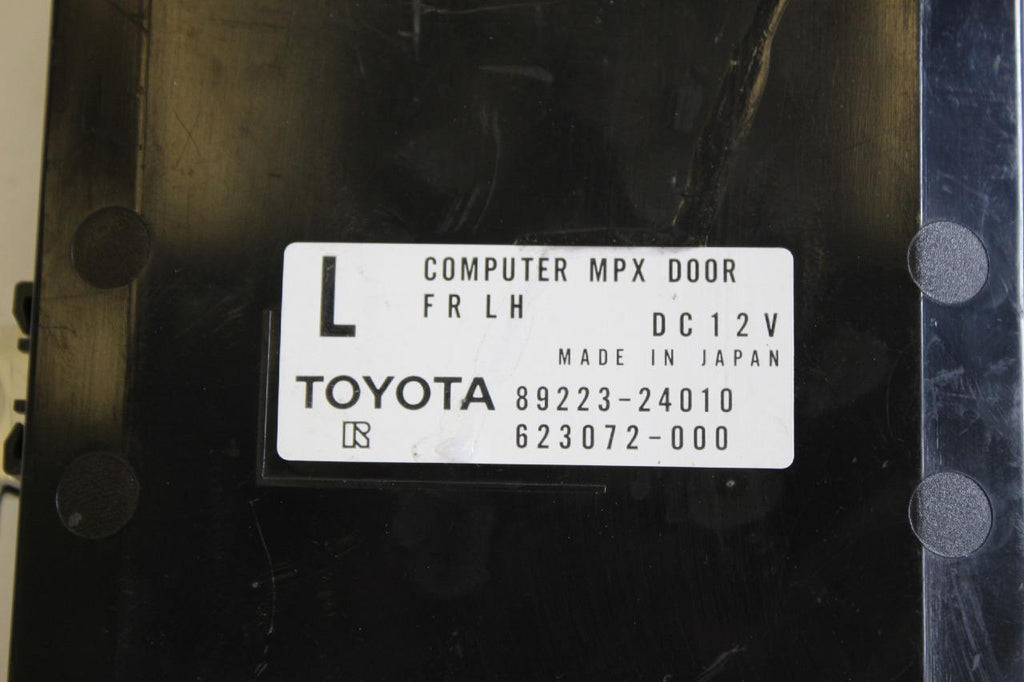 L
COMPUTER MPX DOOR
FR LH
DC12V
MADE IN JAPAN
TOYOTA 89223-24010
R 623072-000